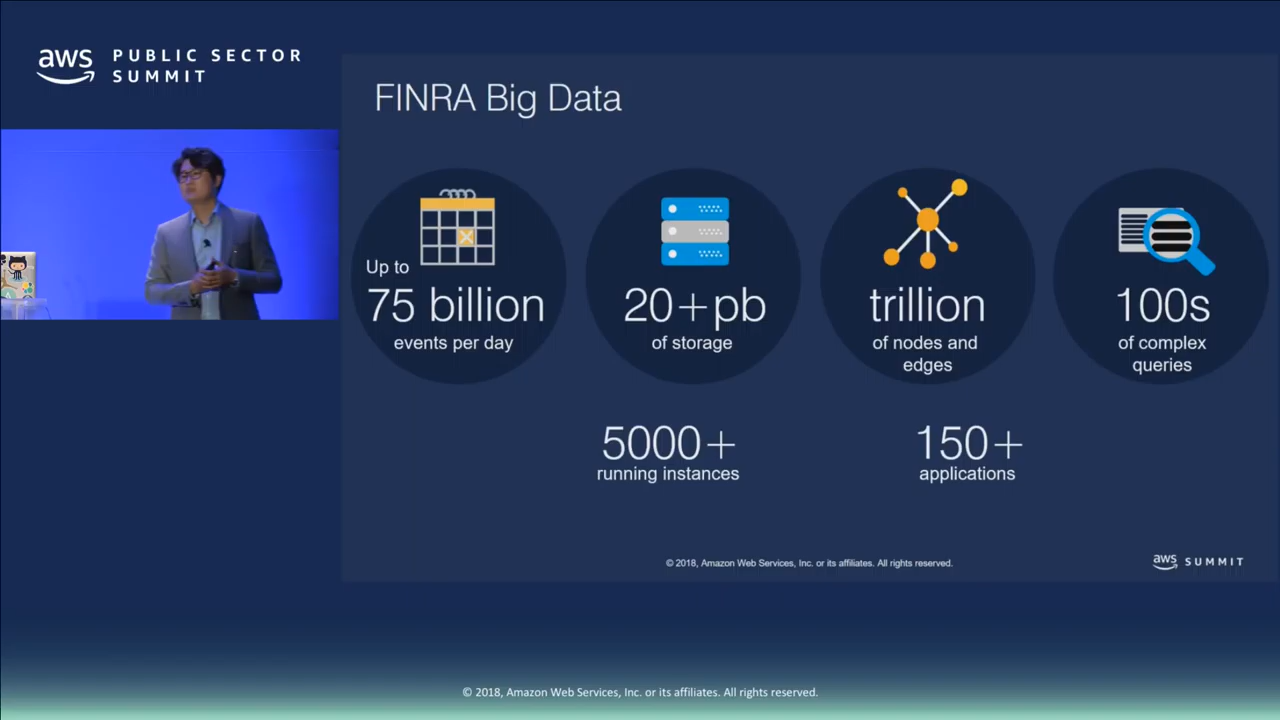 aws PUBLIC SECTOR
SUMMIT
FINRA Big Data
Up to
75 billion
events per day
20+pb
of storage
trillion
of nodes and
edges
100s
of complex
queries
5000+
running instances
150+
applications
© 2018, Amazon Web Services, Inc. or its affiliates. All rights reserved.
aws SUMMIT
© 2018, Amazon Web Services, Inc. or its affiliates. All rights reserved.